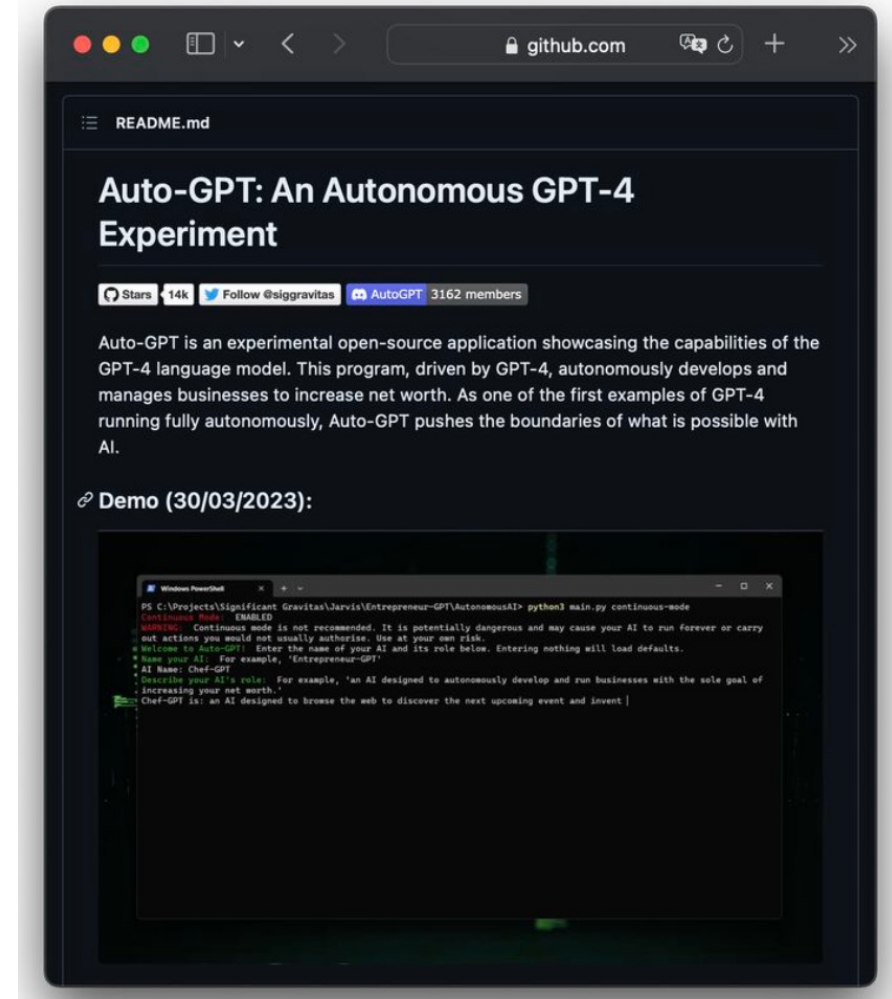 github.com
README.md
Auto-GPT: An Autonomous GPT-4
Experiment
Stars 14k Follow @siggravitas AutoGPT 3162 members
Auto-GPT is an experimental open-source application showcasing the capabilities of the
GPT-4 language model. This program, driven by GPT-4, autonomously develops and
manages businesses to increase net worth. As one of the first examples of GPT-4
running fully autonomously, Auto-GPT pushes the boundaries of what is possible with
AI.
Demo (30/03/2023):
Windows PowerShell
PS C:\Projects\Significant Gravitas\Jarvis\Entrepreneur-GPT\AutonomousAI> python3 main.py continuous-mode
Continuous Mode: ENABLED
WARNING: Continuous mode is not recommended. It is potentially dangerous and may cause your AI to run forever or carry
out actions you would not usually authorise. Use at your own risk.
Welcome to Auto-GPT! Enter the name of your AI and its role below. Entering nothing will load defaults.
Name your AI: For example, 'Entrepreneur-GPT'
AI Name: Chef-GPT
Describe your AI's role: For example, 'an AI designed to autonomously develop and run businesses with the sole goal of
increasing your net worth.'
Chef-GPT is: an AI designed to browse the web to discover the next upcoming event and invent